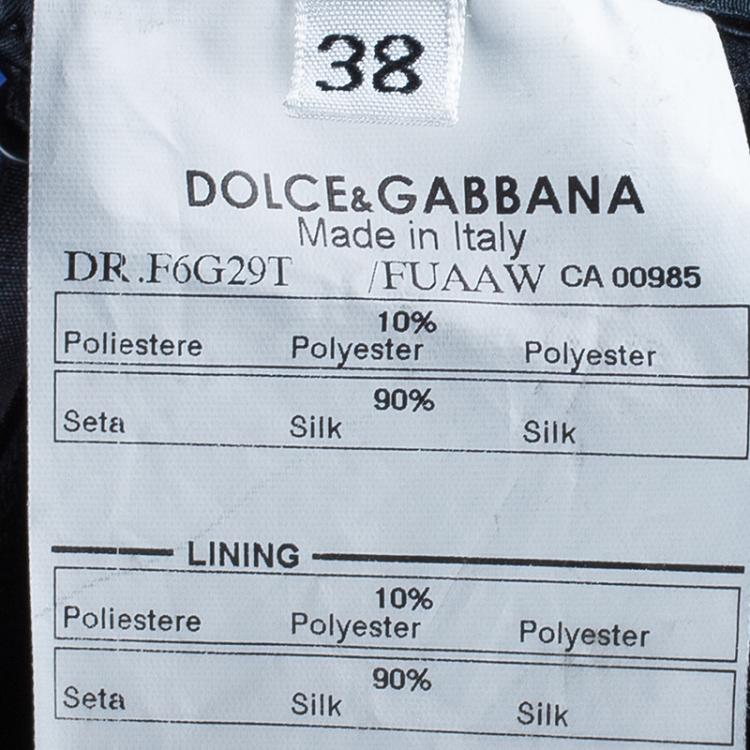 38
DOLCE&GABBANA
Made in Italy
DR.F6G29T /FUAAW CA 00985
10%
Poliestere Polyester Polyester
90%
Seta Silk Silk
LINING
10%
Poliestere Polyester Polyester
90%
Seta Silk Silk